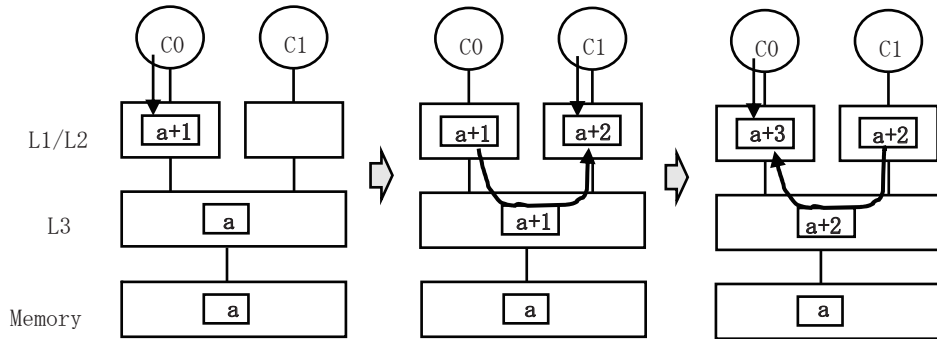 C0 C1 C0 C1 C0 C1
L1/L2 a+1 a+1 a+2 a+3 a+2
L3 a a+1 a+2
Memory a a a